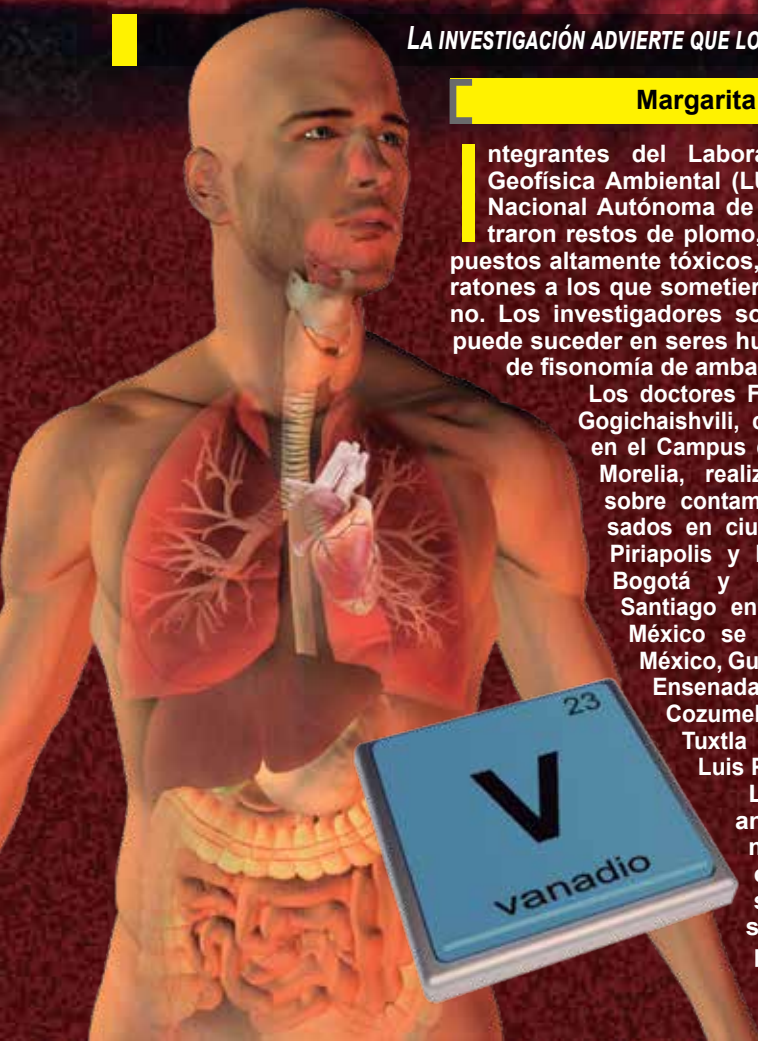 LA INVESTIGACIÓN ADVIERTE QUE LO
Margarita
Integrantes del Labora
Geofísica Ambiental (LU
Nacional Autónoma de
traron restos de plomo,
puestos altamente tóxicos,
ratones a los que sometier
no. Los investigadores so
puede suceder en seres hu
de fisonomía de amba
Los doctores F
Gogichaishvili, c
en el Campus
Morelia, realiz
sobre contam
sados en ciu
Piriapolis y
Bogotá y
Santiago en
México se
México, Gu
Ensenada
Cozumel
Tuxtla
Luis
L
ar
23
V
vanadio